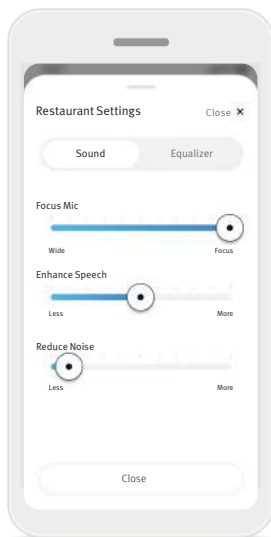 Restaurant Settings Close ×
Sound Equalizer
Focus Mic
Wide Focus
Enhance Speech
Less More
Reduce Noise
Less More
Close